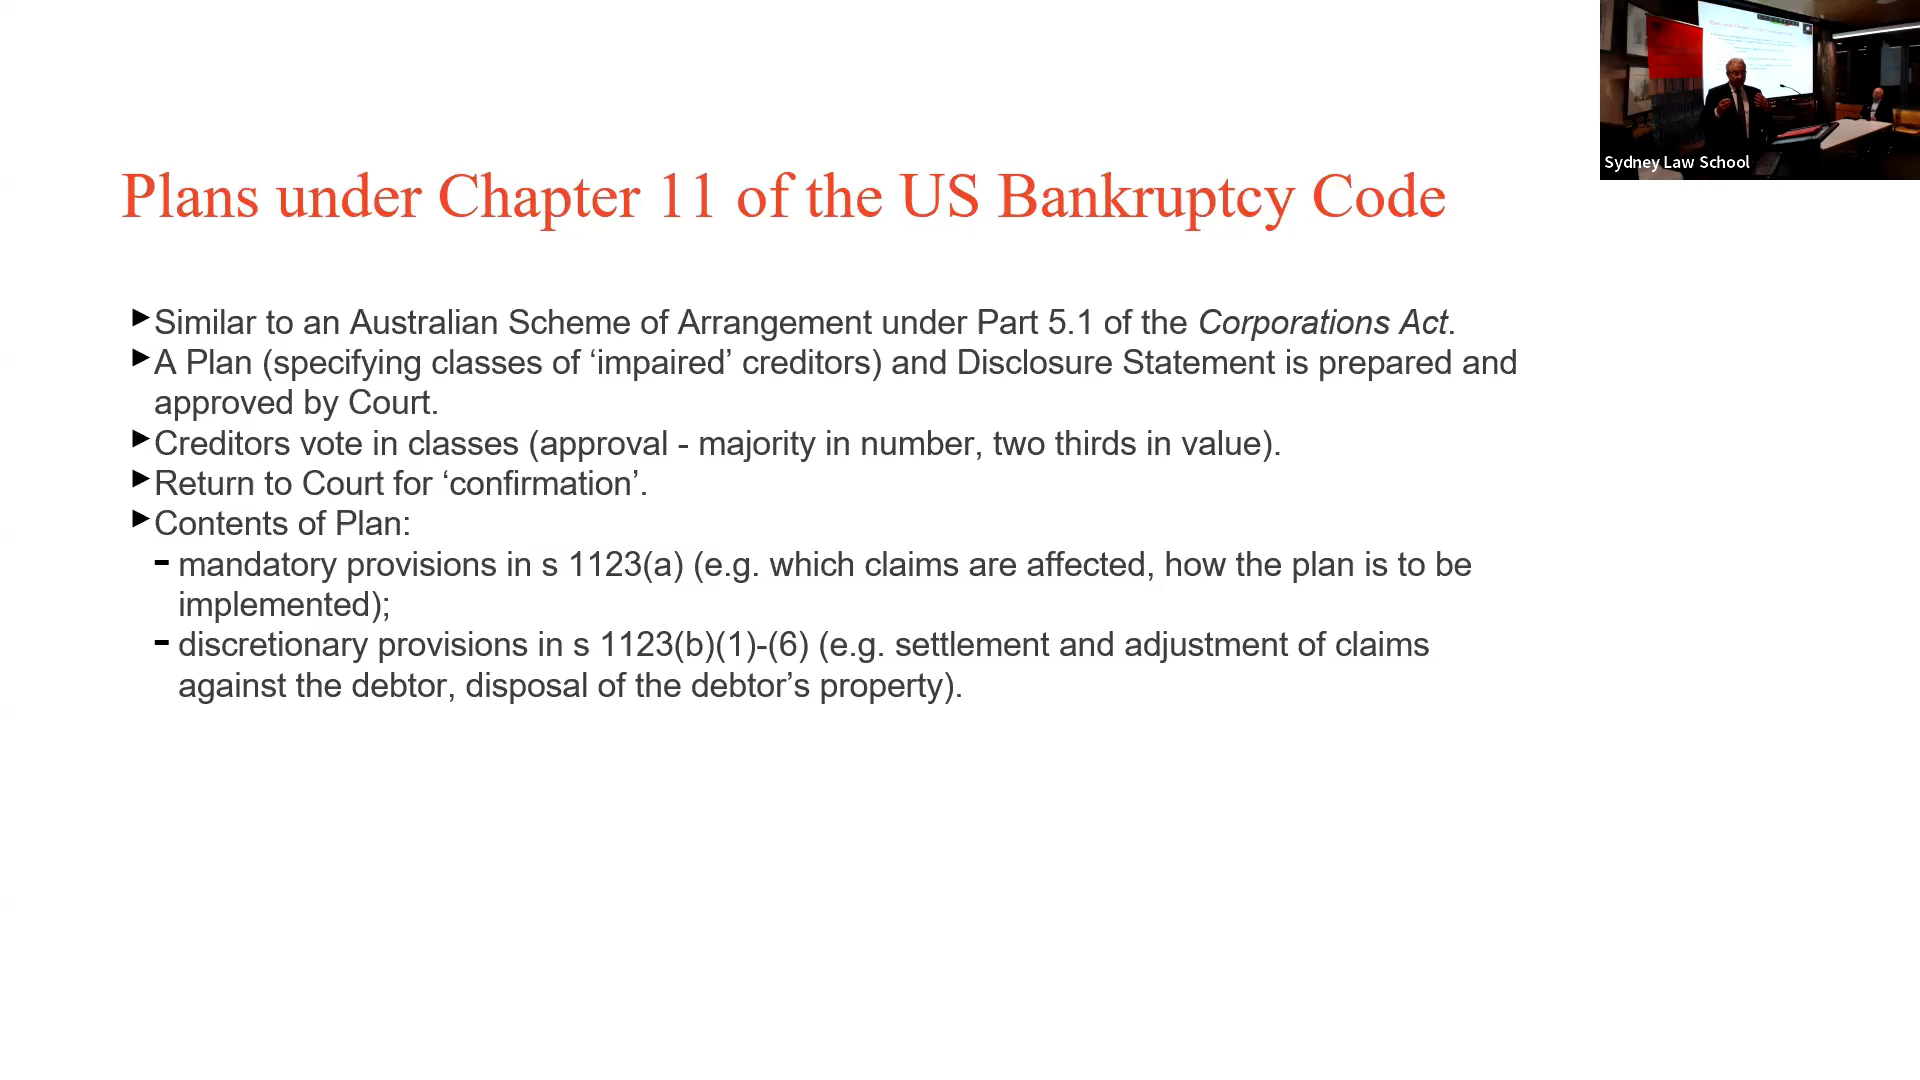 Plans under Chapter 11 of the US Bankruptcy Code
►Similar to an Australian Scheme of Arrangement under Part 5.1 of the Corporations Act.
►A Plan (specifying classes of ‘impaired’ creditors) and Disclosure Statement is prepared and
approved by Court.
►Creditors vote in classes (approval - majority in number, two thirds in value).
►Return to Court for ‘confirmation’.
►Contents of Plan:
- mandatory provisions in s 1123(a) (e.g. which claims are affected, how the plan is to be
implemented);
- discretionary provisions in s 1123(b)(1)-(6) (e.g. settlement and adjustment of claims
against the debtor, disposal of the debtor’s property).
Sydney Law School